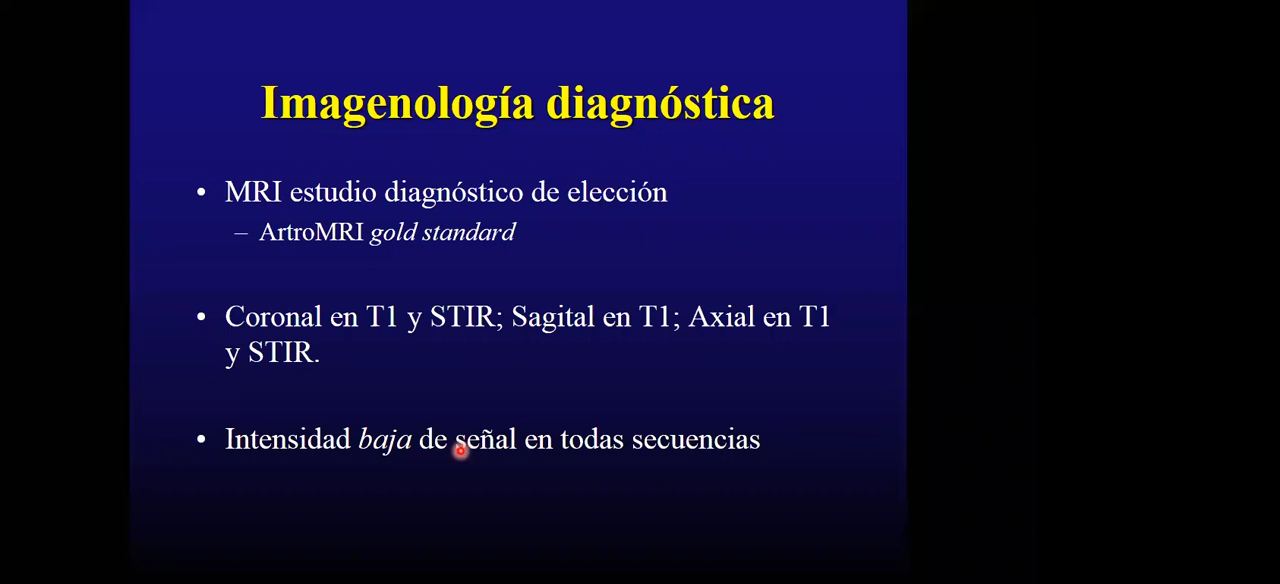 Imagenología diagnóstica
• MRI estudio diagnóstico de elección
– ArtroMRI gold standard
• Coronal en T1 y STIR; Sagital en T1; Axial en T1
y STIR.
• Intensidad baja de señal en todas secuencias